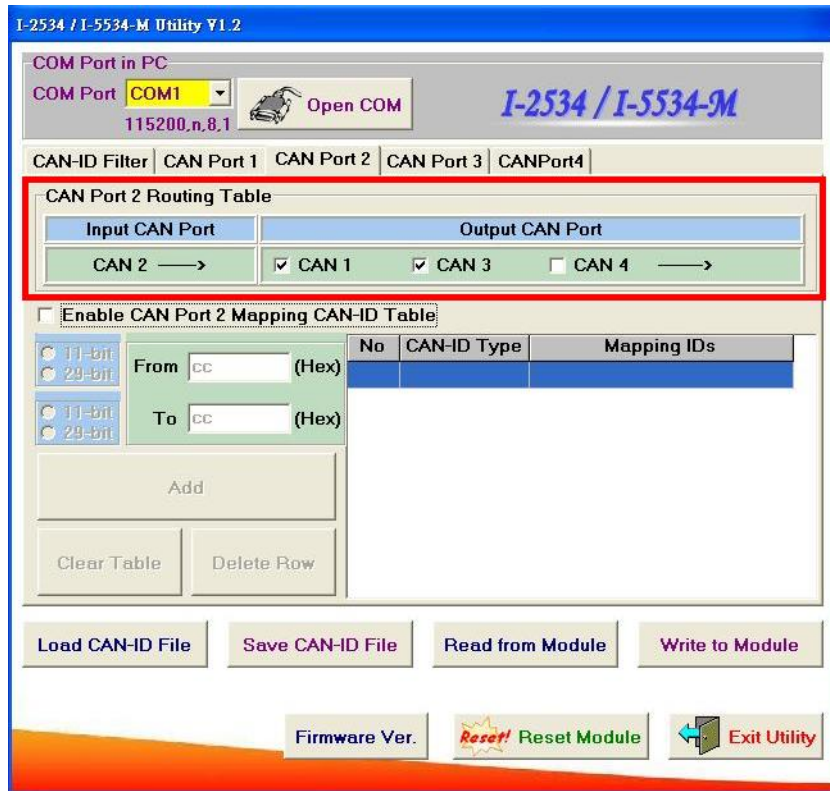 I-2534 / I-5534-M Utility V1.2
COM Port in PC
COM Port COM1
115200,n,8,1
Open COM
I-2534 / I-5534-M
CAN-ID Filter CAN Port 1 CAN Port 2 CAN Port 3 CANPort4
CAN Port 2 Routing Table
Input CAN Port Output CAN Port
CAN 2 ---> CAN 1 CAN 3 CAN 4 --->
Enable CAN Port 2 Mapping CAN-ID Table
No CAN-ID Type Mapping IDs
11-bit
29-bit
From cc (Hex)
11-bit
29-bit
To cc (Hex)
Add
Clear Table Delete Row
Load CAN-ID File Save CAN-ID File Read from Module Write to Module
Firmware Ver. Reset! Reset Module Exit Utility